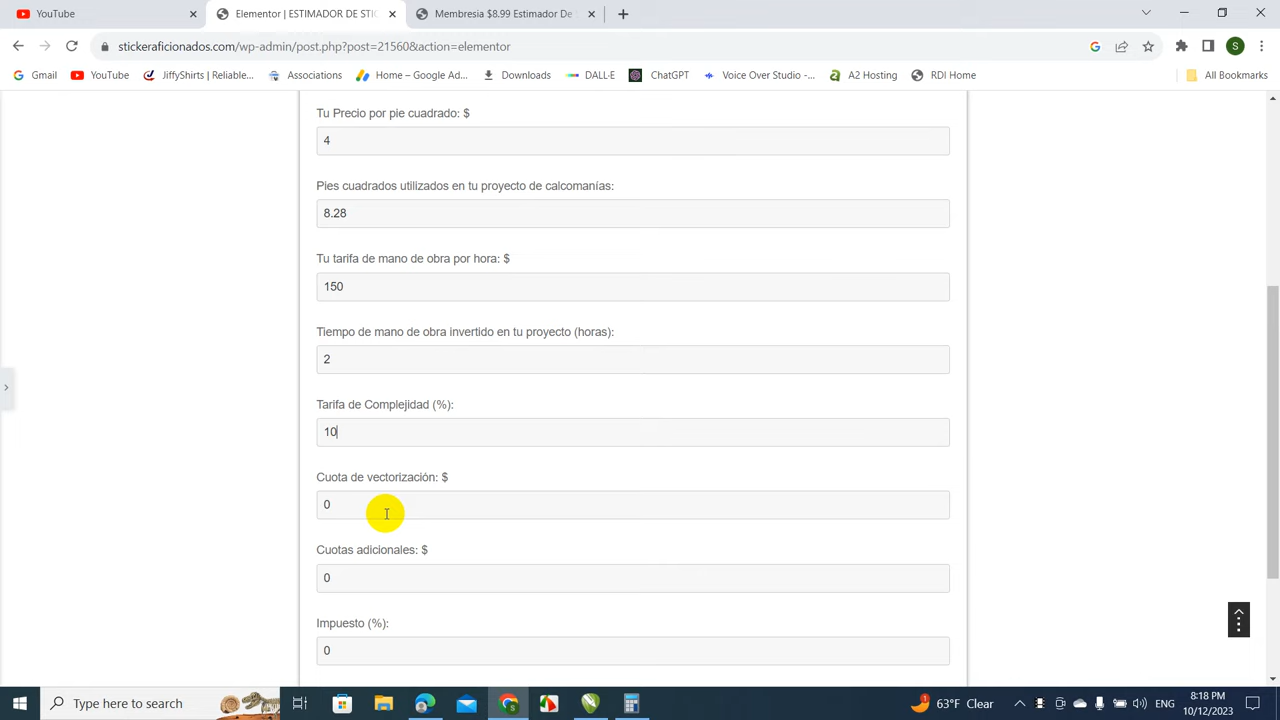 YouTube
Elementor | ESTIMADOR DE STIC
Membresia $8.99 Estimador De S
stickeraficionados.com/wp-admin/post.php?post=21560&action=elementor
S
Gmail
YouTube
JiffyShirts | Reliable...
Associations
Home – Google Ad...
Downloads
DALL·E
ChatGPT
Voice Over Studio -...
A2 Hosting
RDI Home
All Bookmarks
Tu Precio por pie cuadrado: $
4
Pies cuadrados utilizados en tu proyecto de calcomanías:
8.28
Tu tarifa de mano de obra por hora: $
150
Tiempo de mano de obra invertido en tu proyecto (horas):
2
Tarifa de Complejidad (%):
10
Cuota de vectorización: $
0
Cuotas adicionales: $
0
Impuesto (%):
0
Type here to search
63°F Clear
ENG
8:18 PM
10/12/2023